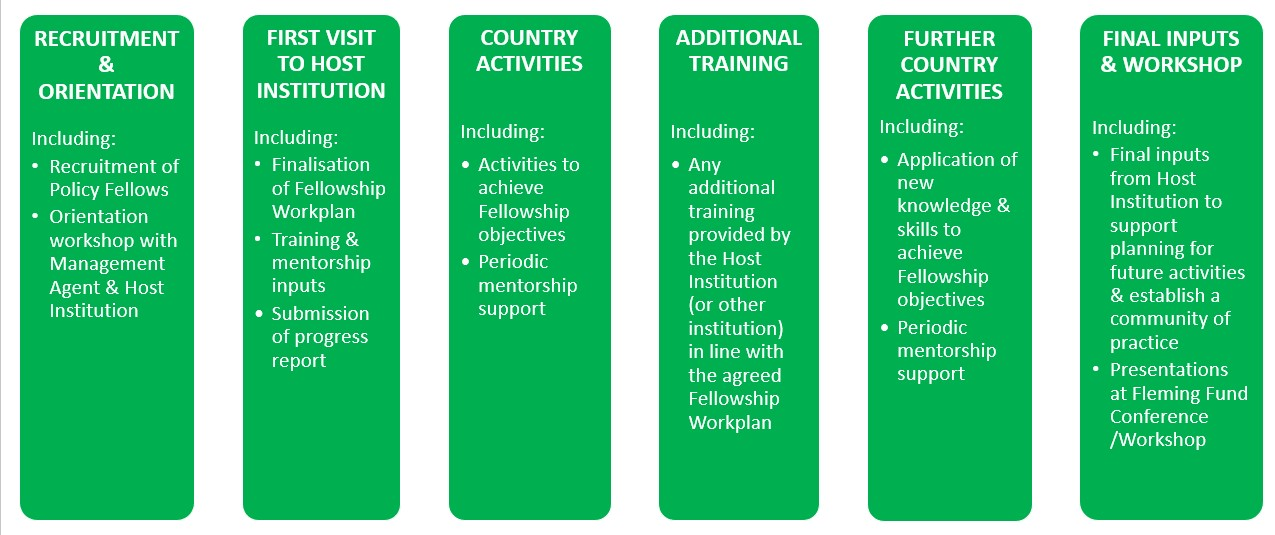 RECRUITMENT
&
ORIENTATION
Including:
• Recruitment of
Policy Fellows
• Orientation
workshop with
Management
Agent & Host
Institution
FIRST VISIT
TO HOST
INSTITUTION
Including:
• Finalisation
of Fellowship
Workplan
• Training &
mentorship
inputs
• Submission
of progress
report
COUNTRY
ACTIVITIES
Including:
• Activities to
achieve
Fellowship
objectives
• Periodic
mentorship
support
ADDITIONAL
TRAINING
Including:
• Any
additional
training
provided by
the Host
Institution
(or other
institution)
in line with
the agreed
Fellowship
Workplan
FURTHER
COUNTRY
ACTIVITIES
Including:
• Application of
new
knowledge &
skills to
achieve
Fellowship
objectives
• Periodic
mentorship
support
FINAL INPUTS
& WORKSHOP
Including:
• Final inputs
from Host
Institution to
support
planning for
future activities
& establish a
community of
practice
• Presentations
at Fleming Fund
Conference
/Workshop